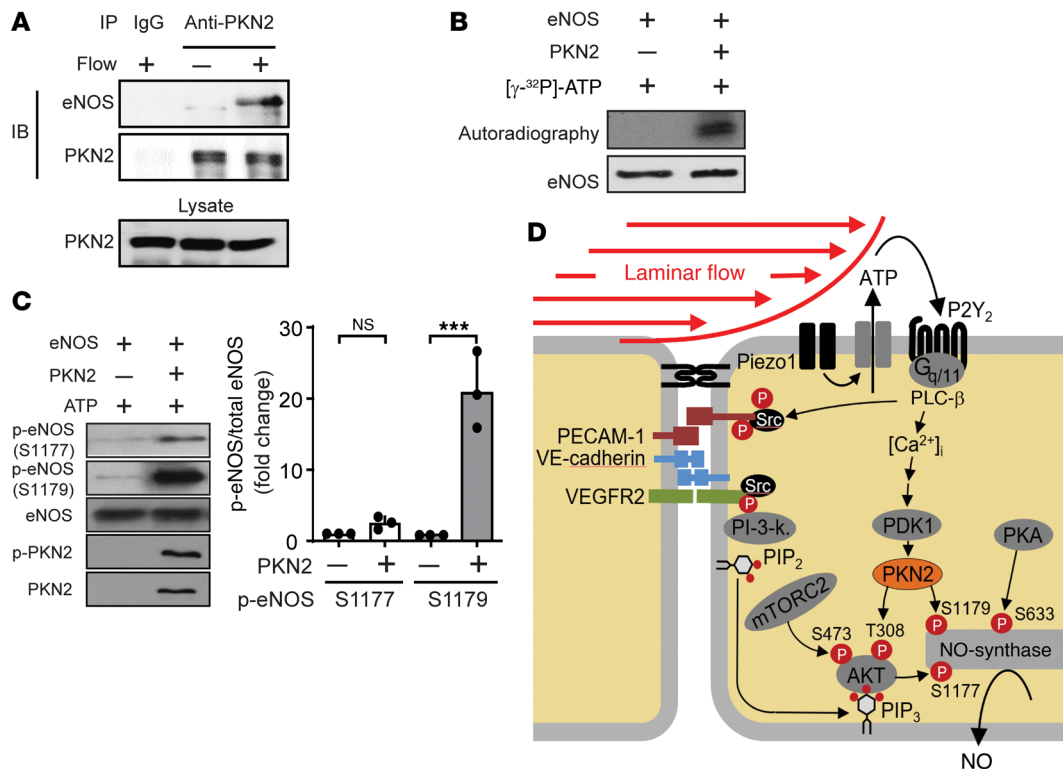 A
IP IgG Anti-PKN2
Flow + — +
IB
eNOS
PKN2
Lysate
PKN2
B
eNOS + +
PKN2 — +
[γ-³²P]-ATP + +
Autoradiography
eNOS
C
eNOS + +
PKN2 — +
ATP + +
p-eNOS
(S1177)
p-eNOS
(S1179)
eNOS
p-PKN2
PKN2
p-eNOS/total eNOS
(fold change)
30
20
10
0
NS
***
PKN2 — + — +
p-eNOS S1177 S1179
D
Laminar flow
ATP
P2Y₂
Piezo1
Gq/11
PLC-β
P
Src
P
PECAM-1
VE-cadherin
VEGFR2
[Ca²⁺]ᵢ
Src
P
PI-3-k.
PDK1
PKA
PIP₂
PKN2
mTORC2
S1179
S633
S473
T308
P
P
P
P
NO-synthase
AKT
P
S1177
PIP₃
NO